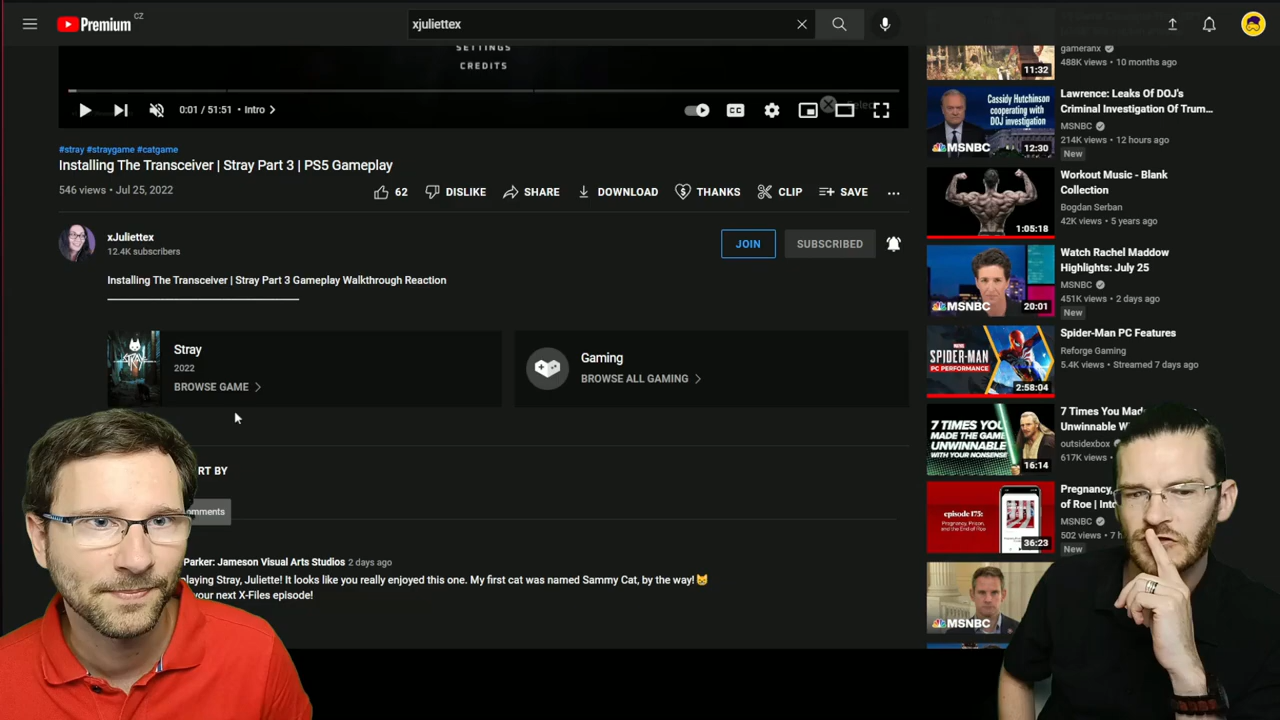 Premium CZ
xjuliettex
SETTINGS
CREDITS
0:01 / 51:51 • Intro
CC
#stray #straygame #catgame
Installing The Transceiver | Stray Part 3 | PS5 Gameplay
546 views • Jul 25, 2022
62 DISLIKE SHARE DOWNLOAD THANKS CLIP SAVE
xJuliettex
12.4K subscribers
JOIN SUBSCRIBED
Installing The Transceiver | Stray Part 3 Gameplay Walkthrough Reaction
STRAY
Stray
2022
BROWSE GAME
Gaming
BROWSE ALL GAMING
RT BY
omments
Parker: Jameson Visual Arts Studios 2 days ago
laying Stray, Juliette! It looks like you really enjoyed this one. My first cat was named Sammy Cat, by the way!
your next X-Files episode!
11:32
gameranx
488K views • 10 months ago
Cassidy Hutchinson
cooperating with
DOJ investigation
MSNBC
12:30
Lawrence: Leaks Of DOJ's
Criminal Investigation Of Trum...
MSNBC
214K views • 12 hours ago
New
1:05:18
Workout Music - Blank
Collection
Bogdan Serban
42K views • 5 years ago
MSNBC
20:01
Watch Rachel Maddow
Highlights: July 25
MSNBC
451K views • 2 days ago
New
SPIDER-MAN
PC PERFORMANCE
2:58:04
Spider-Man PC Features
Reforge Gaming
5.4K views • Streamed 7 days ago
7 TIMES YOU
MADE THE GAME
UNWINNABLE
WITH YOUR NONSENSE
16:14
7 Times You Mad
Unwinnable W
outsidexbox
617K views
episode 175:
Pregnancy, Prison,
and the End of Roe
36:23
Pregnancy,
of Roe | Int
MSNBC
502 views • 7 h
New
MSNBC